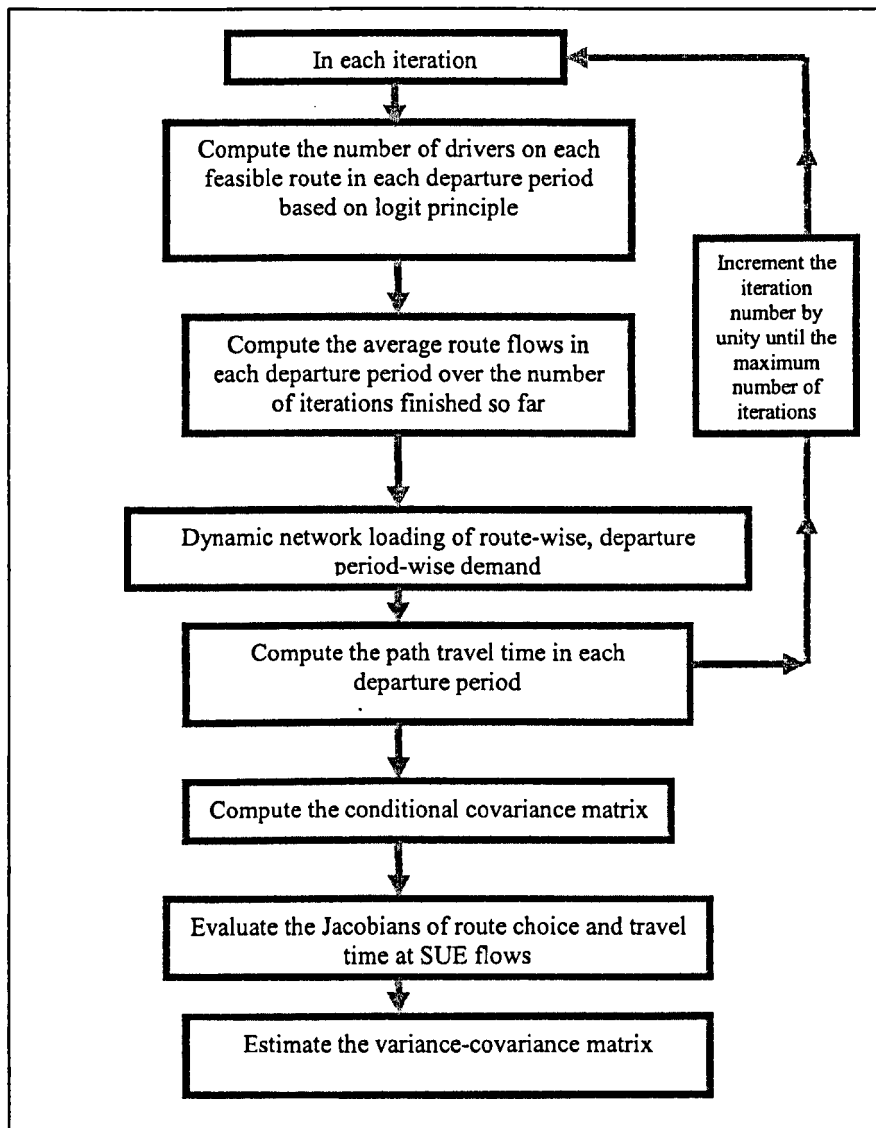 In each iteration
Compute the number of drivers on each
feasible route in each departure period
based on logit principle
Increment the
iteration
number by
unity until the
maximum
number of
iterations
Compute the average route flows in
each departure period over the number
of iterations finished so far
Dynamic network loading of route-wise, departure
period-wise demand
Compute the path travel time in each
departure period
Compute the conditional covariance matrix
Evaluate the Jacobians of route choice and travel
time at SUE flows
Estimate the variance-covariance matrix